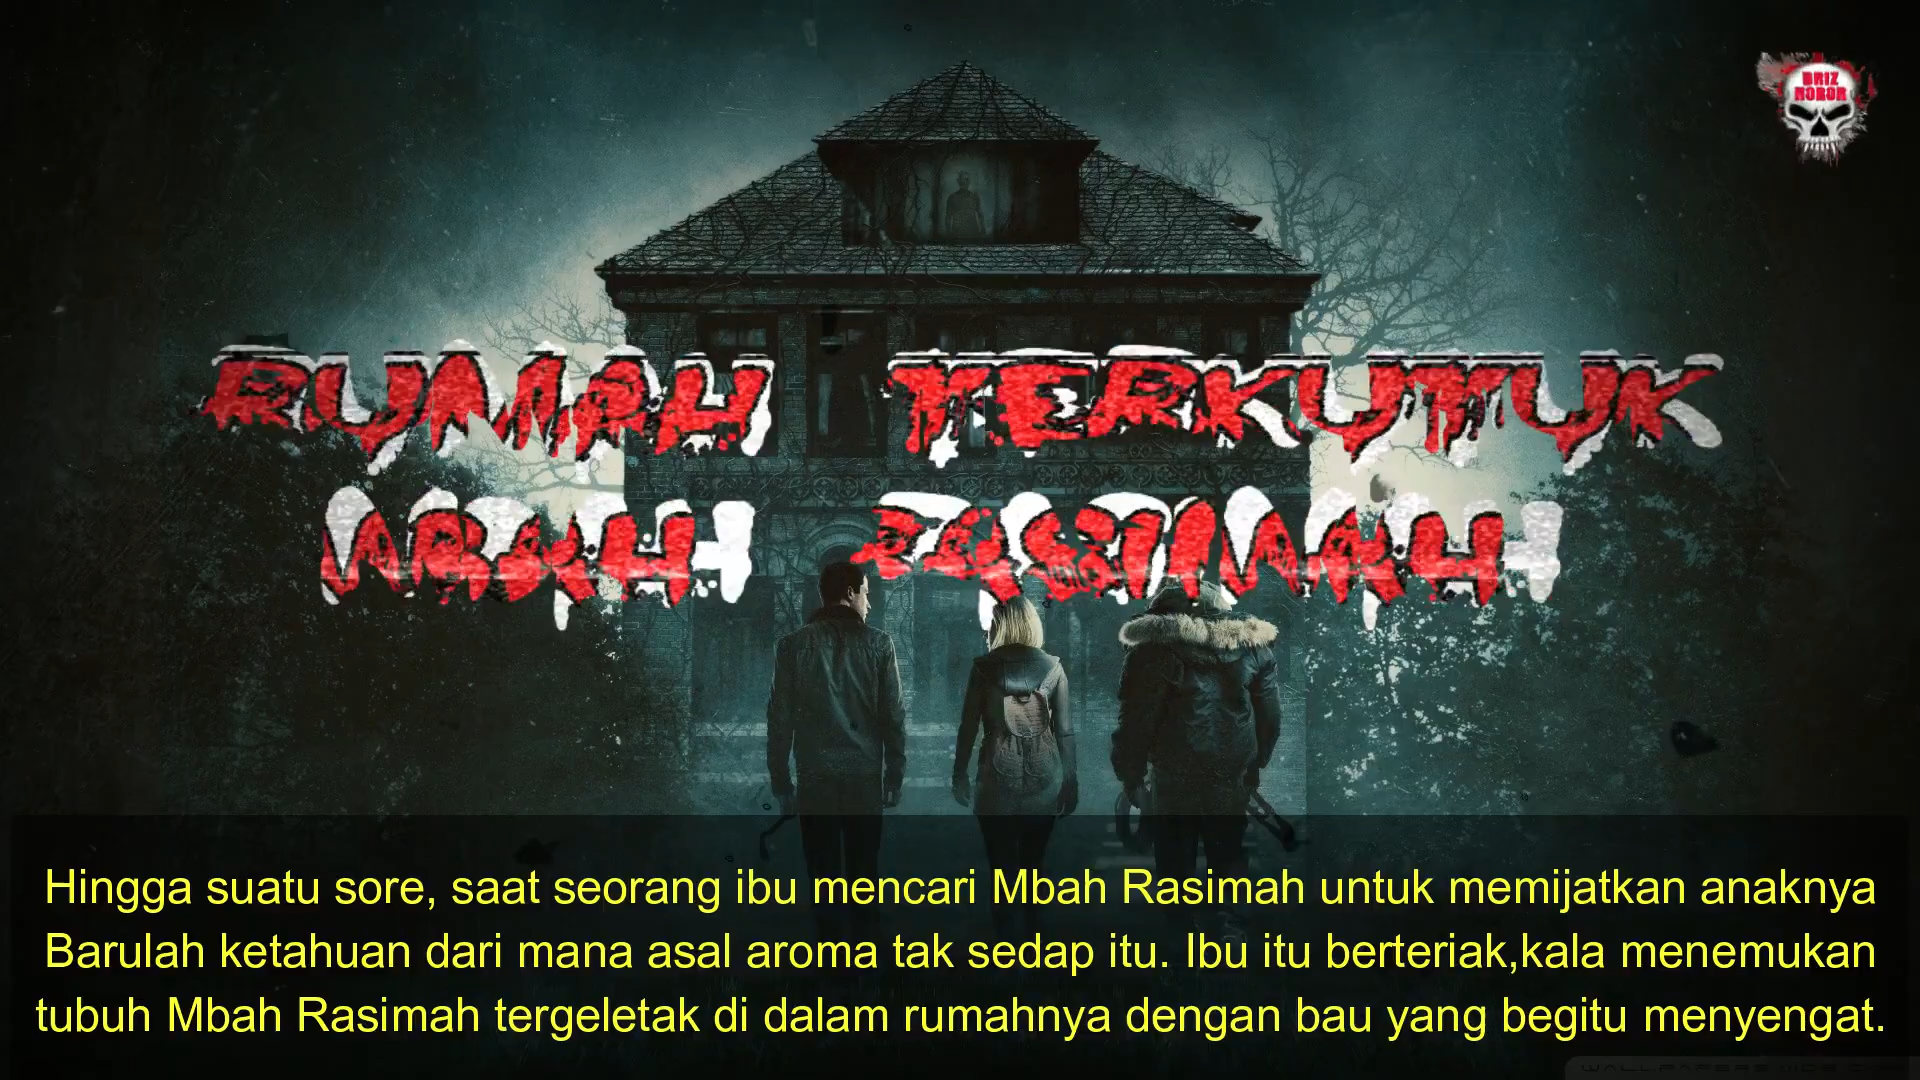 BRIZ
HOROR
RUMAH TERKUTUK
MBAH RASIMAH
Hingga suatu sore, saat seorang ibu mencari Mbah Rasimah untuk memijatkan anaknya
Barulah ketahuan dari mana asal aroma tak sedap itu. Ibu itu berteriak,kala menemukan
tubuh Mbah Rasimah tergeletak di dalam rumahnya dengan bau yang begitu menyengat.